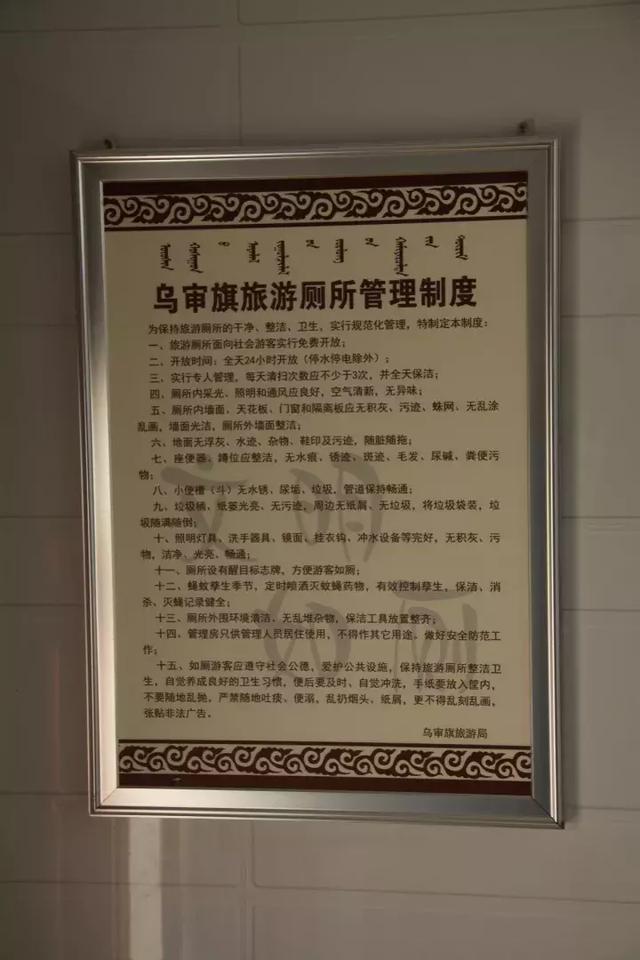 乌审旗旅游厕所管理制度
为保持旅游厕所的干净、整洁、卫生，实行规范化管理，特制定本制度：
一、旅游厕所面向社会游客实行免费开放；
二、开放时间：全天24小时开放（停水停电除外）；
三、实行专人管理，每天清扫次数应不少于3次，并全天保洁；
四、厕所内采光、照明和通风应良好，空气清新，无异味；
五、厕所内墙面、天花板、门窗和隔离板应无积灰、污迹、蛛网、无乱涂
乱画，墙面光洁，厕所外墙面整洁；
六、地面无浮灰、水迹、杂物、鞋印及污迹，随脏随拖；
七、座便器、蹲位应整洁，无水痕、锈迹、斑迹、毛发、尿碱、粪便污
物；
八、小便槽（斗）无水锈、尿垢、垃圾，管道保持畅通；
九、垃圾桶、纸篓光亮、无污迹，周边无纸屑、无垃圾，将垃圾袋装，垃
圾随满随倒；
十、照明灯具、洗手器具、镜面、挂衣钩、冲水设备等完好，无积灰、污
物，洁净、光亮、畅通；
十一、厕所设有醒目标志牌，方便游客如厕；
十二、蝇蚊孳生季节，定时喷洒灭蚊蝇药物，有效控制孳生，保洁、消
杀、灭蝇记录健全；
十三、厕所外围环境清洁、无乱堆杂物，保洁工具放置整齐；
十四、管理房只供管理人员居住使用，不得作其它用途。做好安全防范工
作；
十五、如厕游客应遵守社会公德，爱护公共设施，保持旅游厕所整洁卫
生，自觉养成良好的卫生习惯，便后要及时、自觉冲洗，手纸要放入筐内，
不要随地乱抛，严禁随地吐痰、便溺，乱扔烟头、纸屑，更不得乱刻乱画，
张贴非法广告。
乌审旗旅游局